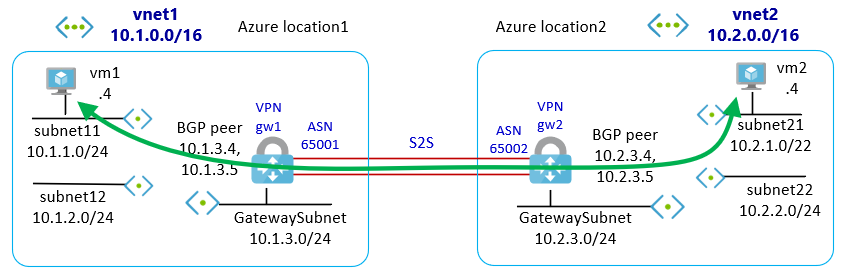 vnet1
10.1.0.0/16
Azure location1
Azure location2
vnet2
10.2.0.0/16
vm1
.4
subnet11
10.1.1.0/24
subnet12
10.1.2.0/24
BGP peer
10.1.3.4,
10.1.3.5
VPN
gw1
ASN
65001
GatewaySubnet
10.1.3.0/24
S2S
ASN
65002
VPN
gw2
BGP peer
10.2.3.4,
10.2.3.5
GatewaySubnet
10.2.3.0/24
vm2
.4
subnet21
10.2.1.0/22
subnet22
10.2.2.0/24